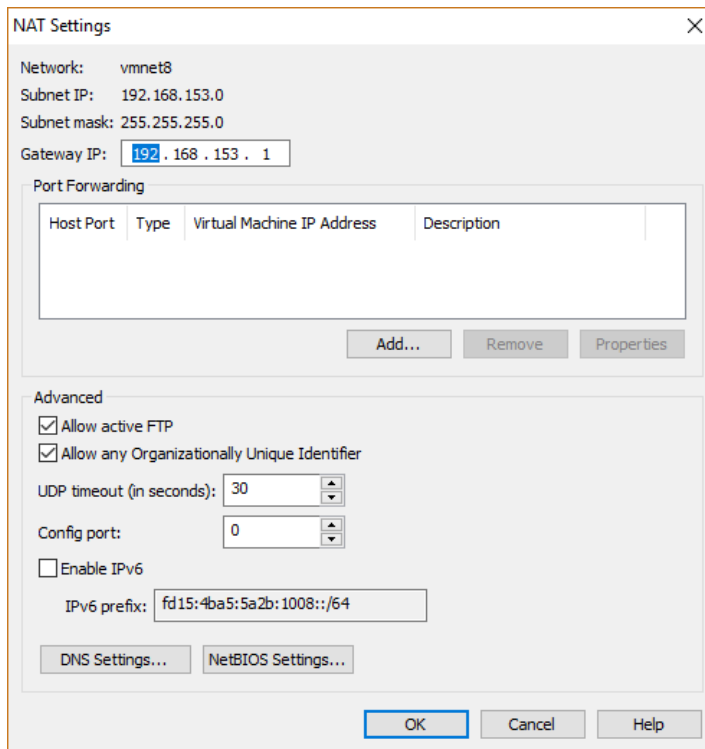 NAT Settings
Network: vmnet8
Subnet IP: 192.168.153.0
Subnet mask: 255.255.255.0
Gateway IP: 192 . 168 . 153 . 1
Port Forwarding
Host Port Type Virtual Machine IP Address Description
Add... Remove Properties
Advanced
Allow active FTP
Allow any Organizationally Unique Identifier
UDP timeout (in seconds): 30
Config port: 0
Enable IPv6
IPv6 prefix: fd15:4ba5:5a2b:1008::/64
DNS Settings... NetBIOS Settings...
OK Cancel Help